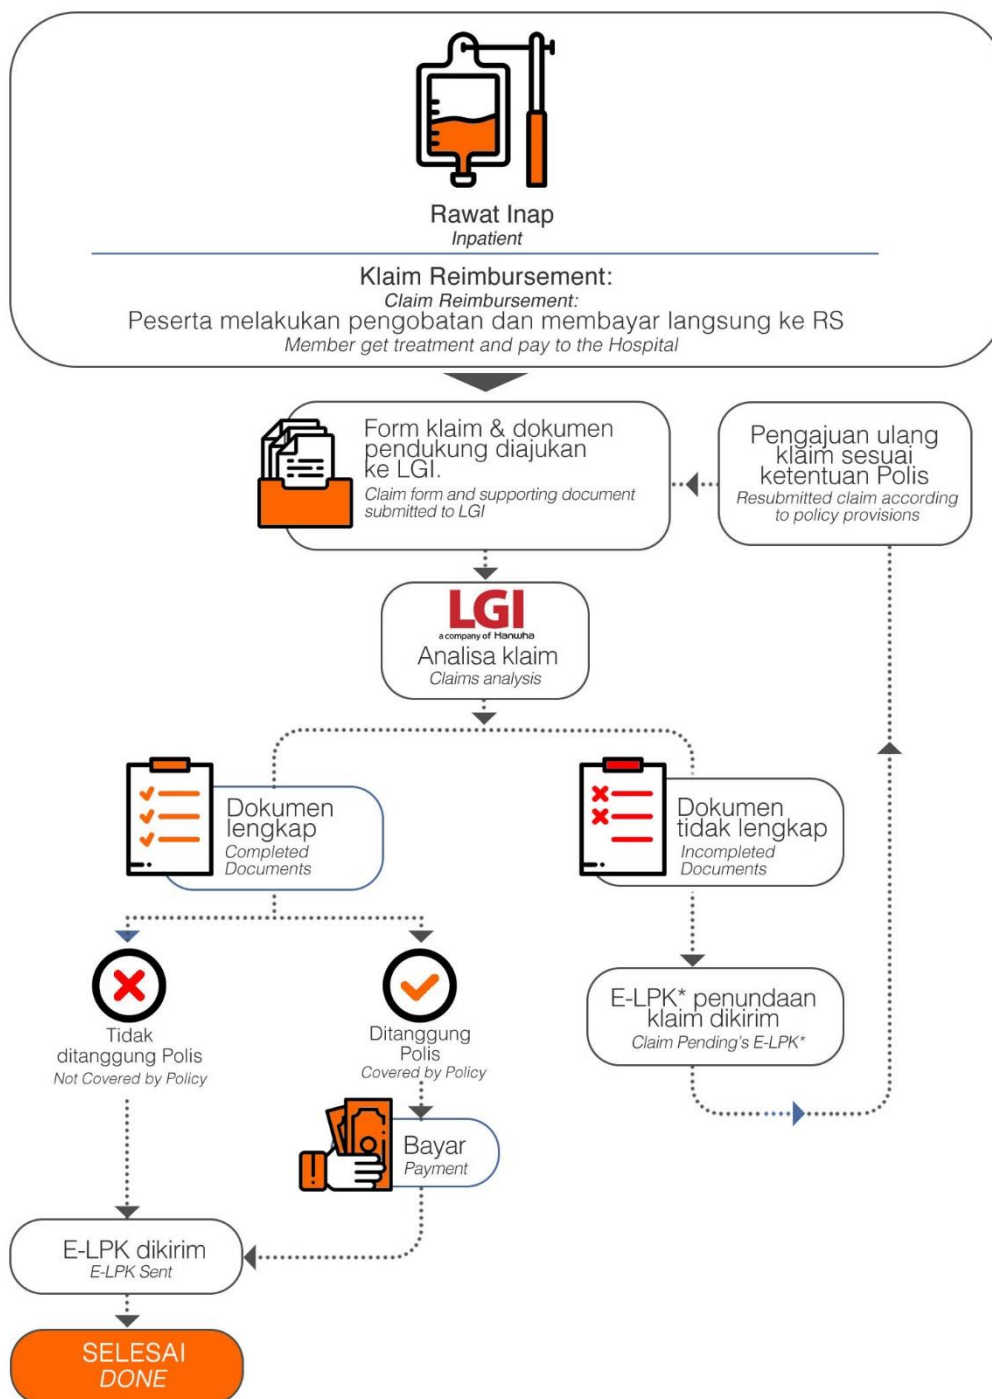 Rawat Inap
Inpatient
Klaim Reimbursement:
Claim Reimbursement:
Peserta melakukan pengobatan dan membayar langsung ke RS
Member get treatment and pay to the Hospital
Form klaim & dokumen
pendukung diajukan
ke LGI.
Claim form and supporting document
submitted to LGI
Pengajuan ulang
klaim sesuai
ketentuan Polis
Resubmitted claim according
to policy provisions
LGI
a company of Hanwha
Analisa klaim
Claims analysis
Dokumen
lengkap
Completed
Documents
Dokumen
tidak lengkap
Incompleted
Documents
Tidak
ditanggung Polis
Not Covered by Policy
Ditanggung
Polis
Covered by Policy
E-LPK* penundaan
klaim dikirim
Claim Pending's E-LPK*
Bayar
Payment
E-LPK dikirim
E-LPK Sent
SELESAI
DONE